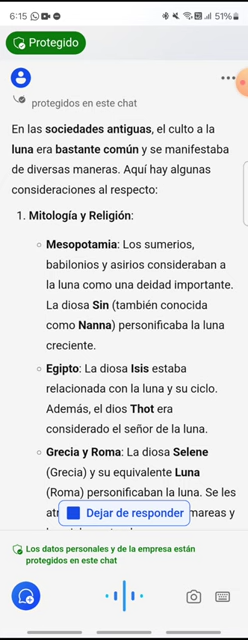 6:15 51%
Protegido
protegidos en este chat
En las sociedades antiguas, el culto a la
luna era bastante común y se manifestaba
de diversas maneras. Aquí hay algunas
consideraciones al respecto:
1. Mitología y Religión:
Mesopotamia: Los sumerios,
babilonios y asirios consideraban a
la luna como una deidad importante.
La diosa Sin (también conocida
como Nanna) personificaba la luna
creciente.
Egipto: La diosa Isis estaba
relacionada con la luna y su ciclo.
Además, el dios Thot era
considerado el señor de la luna.
Grecia y Roma: La diosa Selene
(Grecia) y su equivalente Luna
(Roma) personificaban la luna. Se les
Dejar de responder
mareas y
Los datos personales y de la empresa están
protegidos en este chat